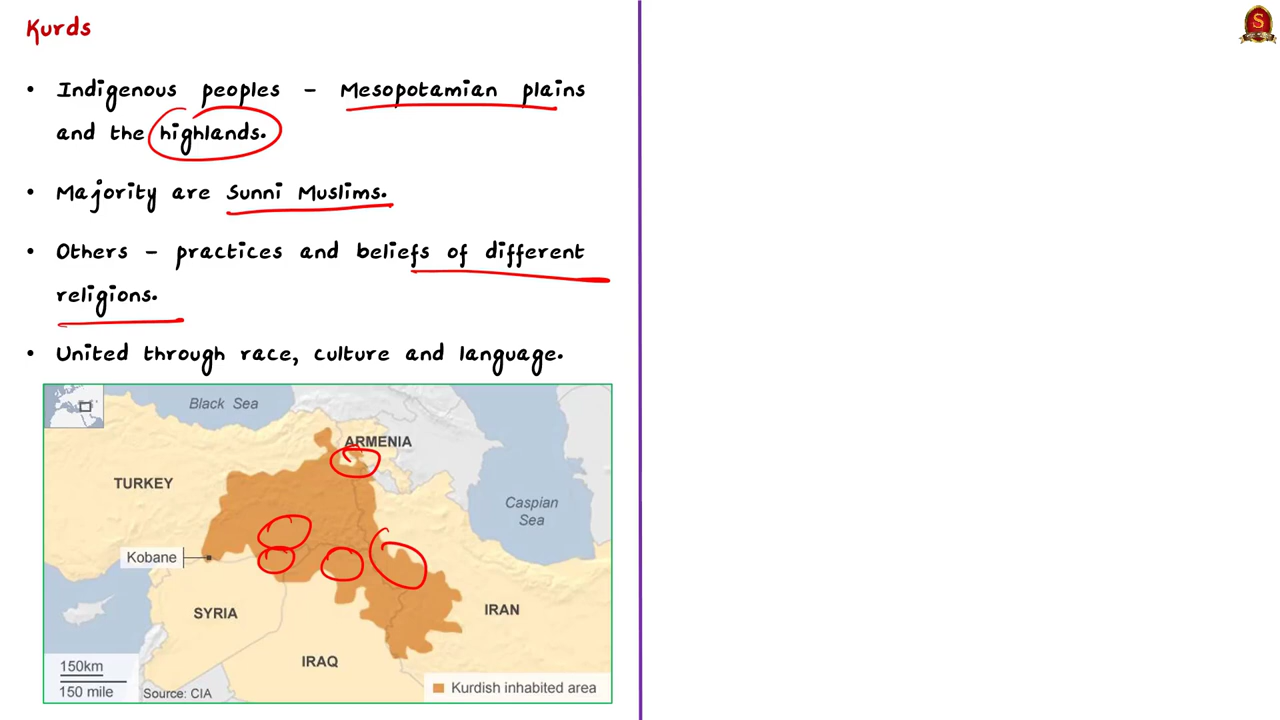 Kurds
• Indigenous peoples – Mesopotamian plains
and the highlands.
• Majority are Sunni Muslims.
• Others – practices and beliefs of different
religions.
• United through race, culture and language.
Black Sea
ARMENIA
TURKEY
Caspian
Sea
Kobane
SYRIA
IRAN
IRAQ
150km
150 mile
Source: CIA
Kurdish inhabited area
S